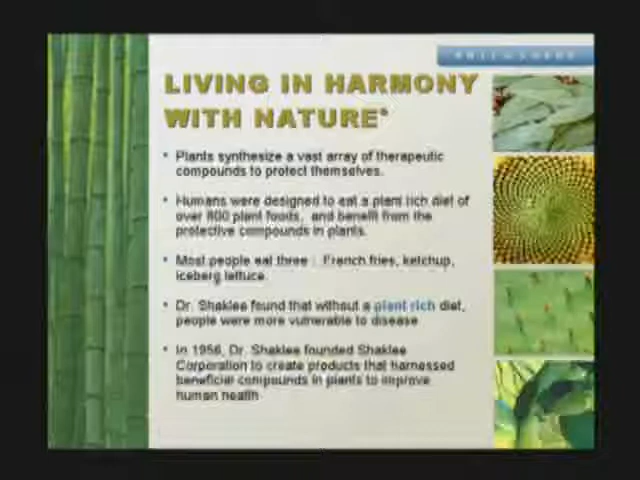 LIVING IN HARMONY
WITH NATURE®
• Plants synthesize a vast array of therapeutic
compounds to protect themselves.
• Humans were designed to eat a plant rich diet of
over 800 plant foods, and benefit from the
protective compounds in plants.
• Most people eat three : French fries, ketchup,
iceberg lettuce.
• Dr. Shaklee found that without a plant rich diet,
people were more vulnerable to disease
• In 1956, Dr. Shaklee founded Shaklee
Corporation to create products that harnessed
beneficial compounds in plants to improve
human health